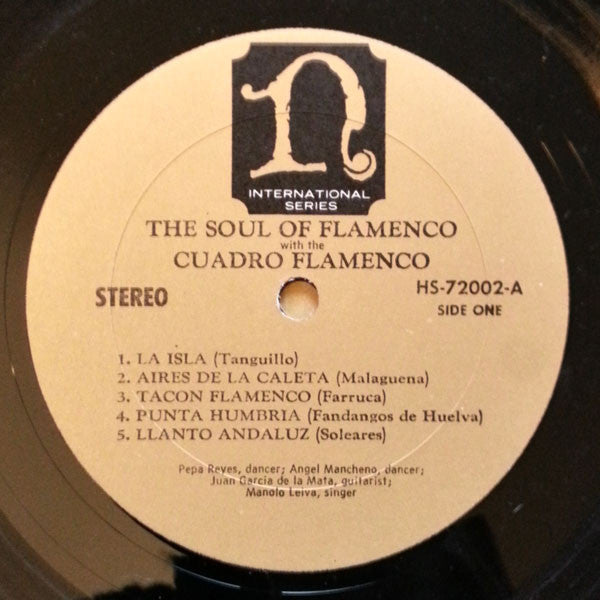 n
INTERNATIONAL
SERIES
THE SOUL OF FLAMENCO
with the
CUADRO FLAMENCO
STEREO
HS-72002-A
SIDE ONE
1. LA ISLA (Tanguillo)
2. AIRES DE LA CALETA (Malaguena)
3. TACON FLAMENCO (Farruca)
4. PUNTA HUMBRIA (Fandangos de Huelva)
5. LLANTO ANDALUZ (Soleares)
Pepa Reyes, dancer; Angel Mancheno, dancer;
Juan Garcia de la Mata, guitarist;
Manolo Leiva, singer